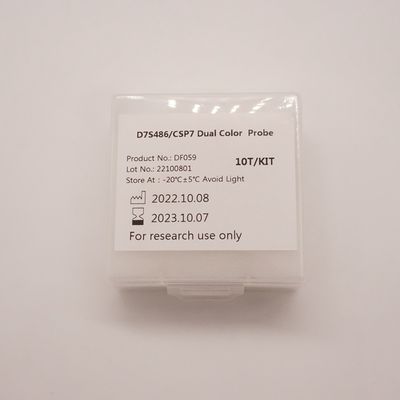 D7S486/CSP7 Dual Color Probe
Product No.: DF059
10T/KIT
Lot No.: 22100801
Store At : -20℃±5℃ Avoid Light
2022.10.08
2023.10.07
For research use only